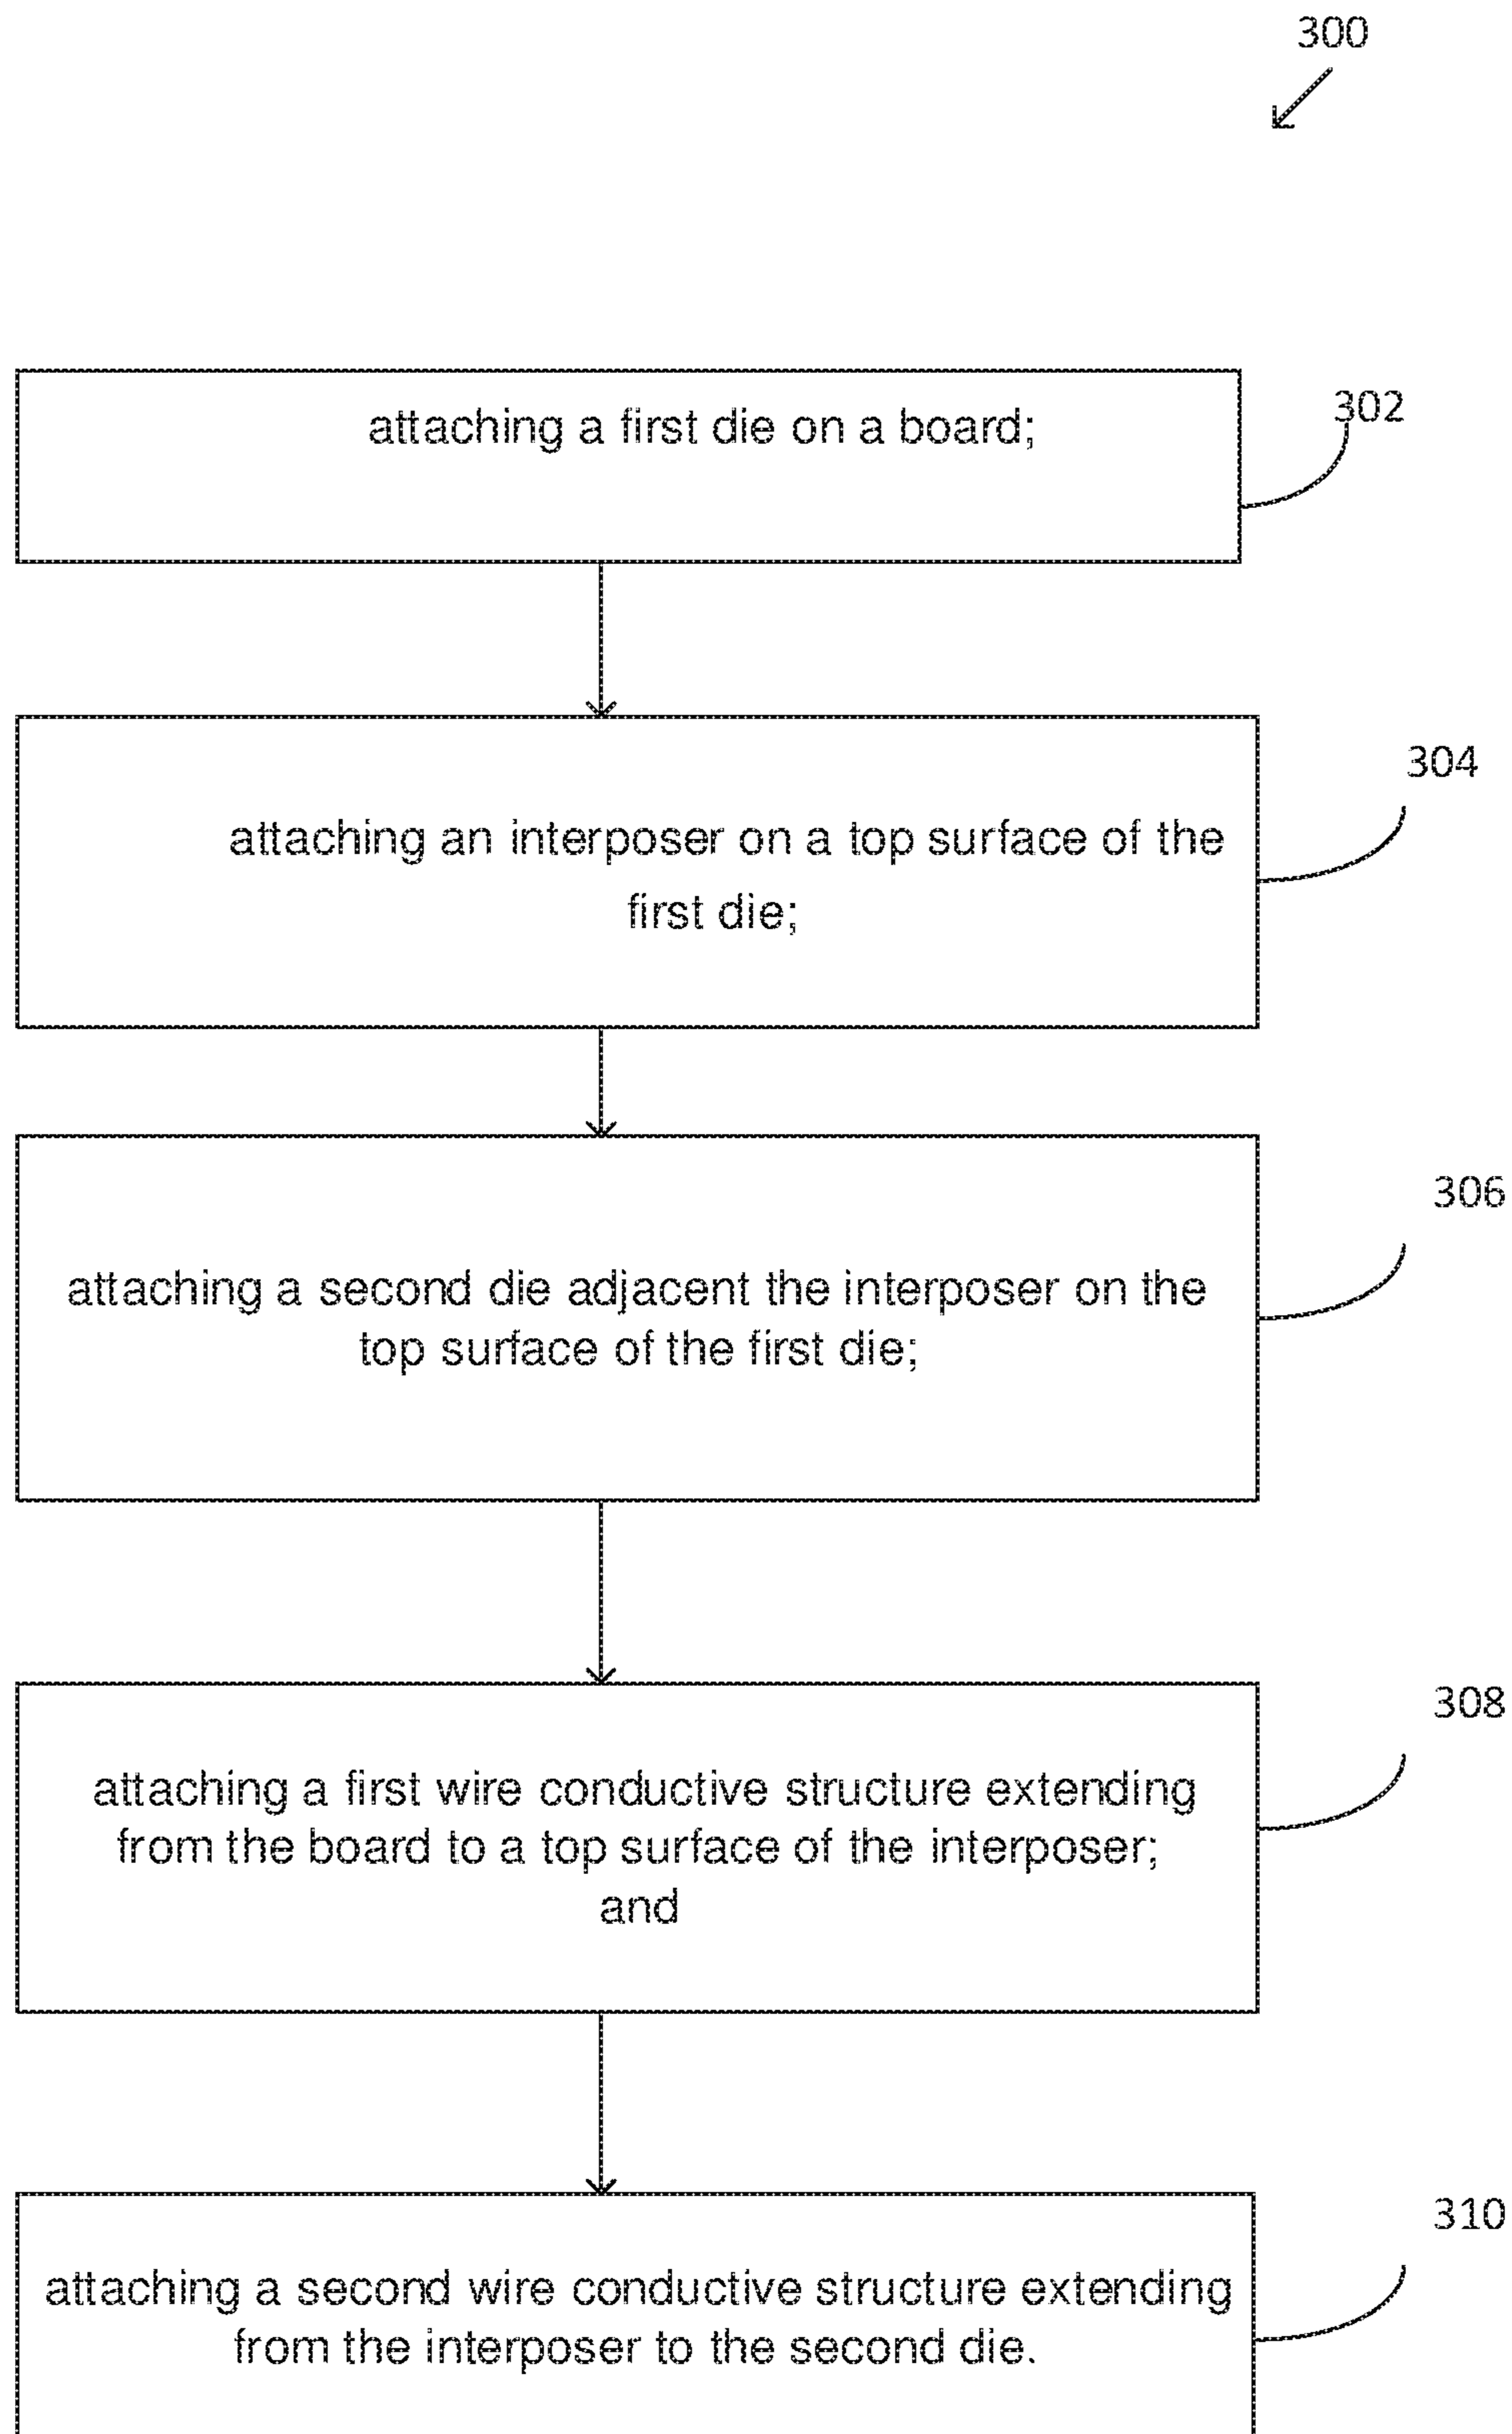 300
attaching a first die on a board;
302
304
attaching an interposer on a top surface of the
first die;
306
attaching a second die adjacent the interposer on the
top surface of the first die;
308
attaching a first wire conductive structure extending
from the board to a top surface of the interposer;
and
310
attaching a second wire conductive structure extending
from the interposer to the second die.